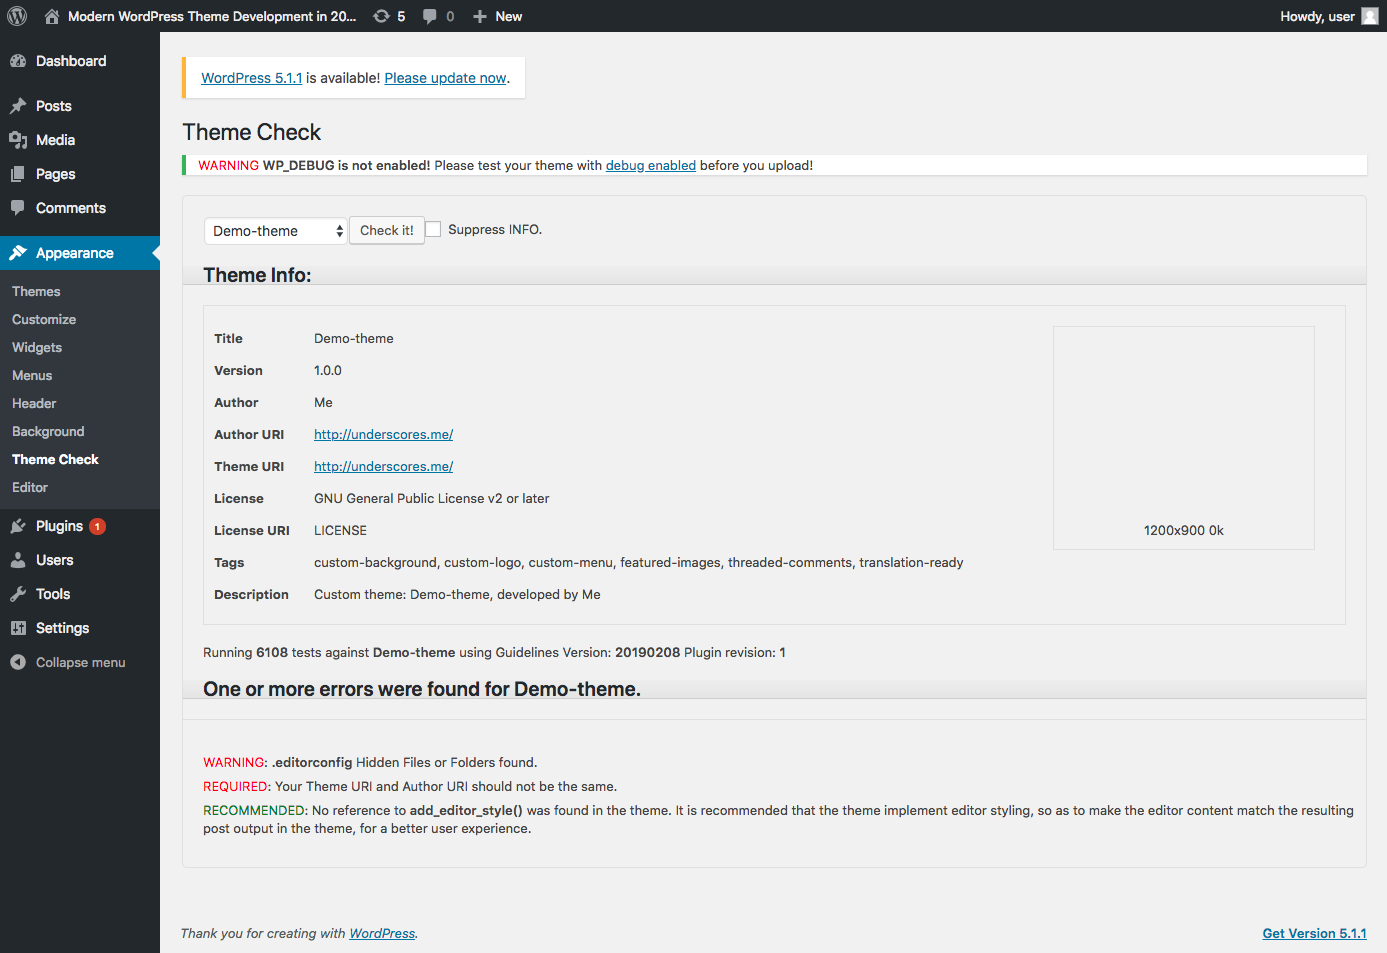 Modern WordPress Theme Development in 20... 5 0 New Howdy, user
Dashboard
Posts
Media
Pages
Comments
Appearance
Themes
Customize
Widgets
Menus
Header
Background
Theme Check
Editor
Plugins 1
Users
Tools
Settings
Collapse menu
WordPress 5.1.1 is available! Please update now.
Theme Check
WARNING WP_DEBUG is not enabled! Please test your theme with debug enabled before you upload!
Demo-theme Check it! Suppress INFO.
Theme Info:
Title Demo-theme
Version 1.0.0
Author Me
Author URI http://underscores.me/
Theme URI http://underscores.me/
License GNU General Public License v2 or later
License URI LICENSE
1200x900 0k
Tags custom-background, custom-logo, custom-menu, featured-images, threaded-comments, translation-ready
Description Custom theme: Demo-theme, developed by Me
Running 6108 tests against Demo-theme using Guidelines Version: 20190208 Plugin revision: 1
One or more errors were found for Demo-theme.
WARNING: .editorconfig Hidden Files or Folders found.
REQUIRED: Your Theme URI and Author URI should not be the same.
RECOMMENDED: No reference to add_editor_style() was found in the theme. It is recommended that the theme implement editor styling, so as to make the editor content match the resulting
post output in the theme, for a better user experience.
Thank you for creating with WordPress.
Get Version 5.1.1